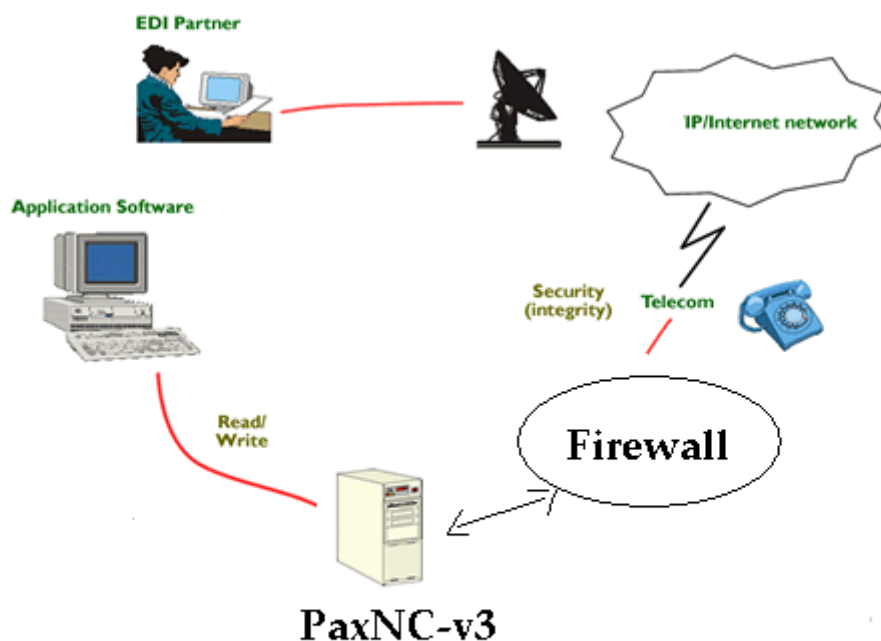 EDI Partner
IP/Internet network
Application Software
Security
(integrity)
Telecom
Read/
Write
Firewall
PaxNC-v3